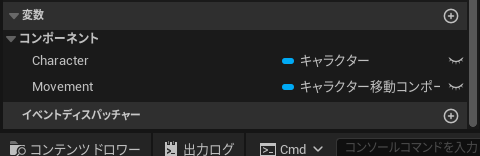 変数
コンポーネント
Character キャラクター
Movement キャラクター移動コンポー
イベントディスパッチャー
コンテンツドロワー 出力ログ Cmd コンソールコマンドを入力